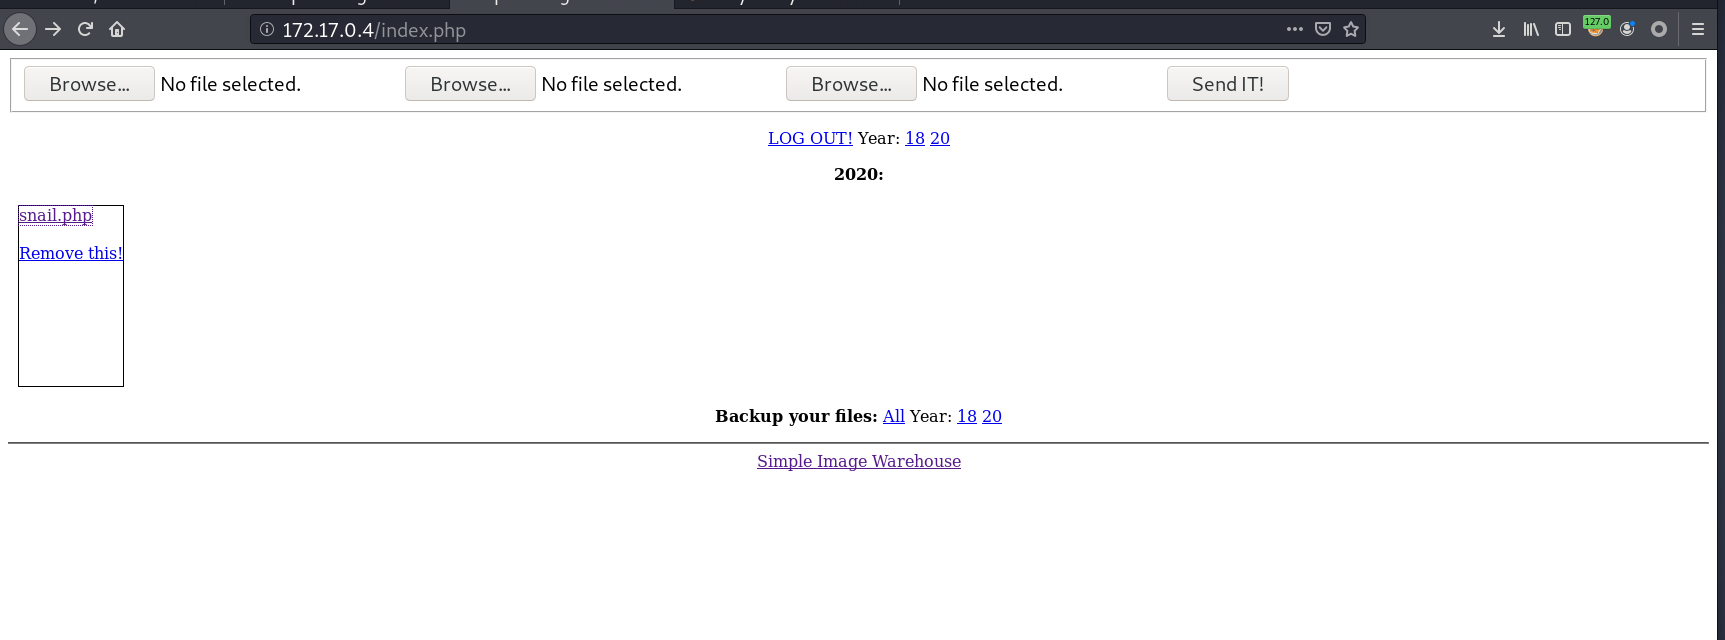 172.17.0.4/index.php
127.0
Browse... No file selected. Browse... No file selected. Browse... No file selected. Send IT!
LOG OUT! Year: 18 20
2020:
snail.php
Remove this!
Backup your files: All Year: 18 20
Simple Image Warehouse